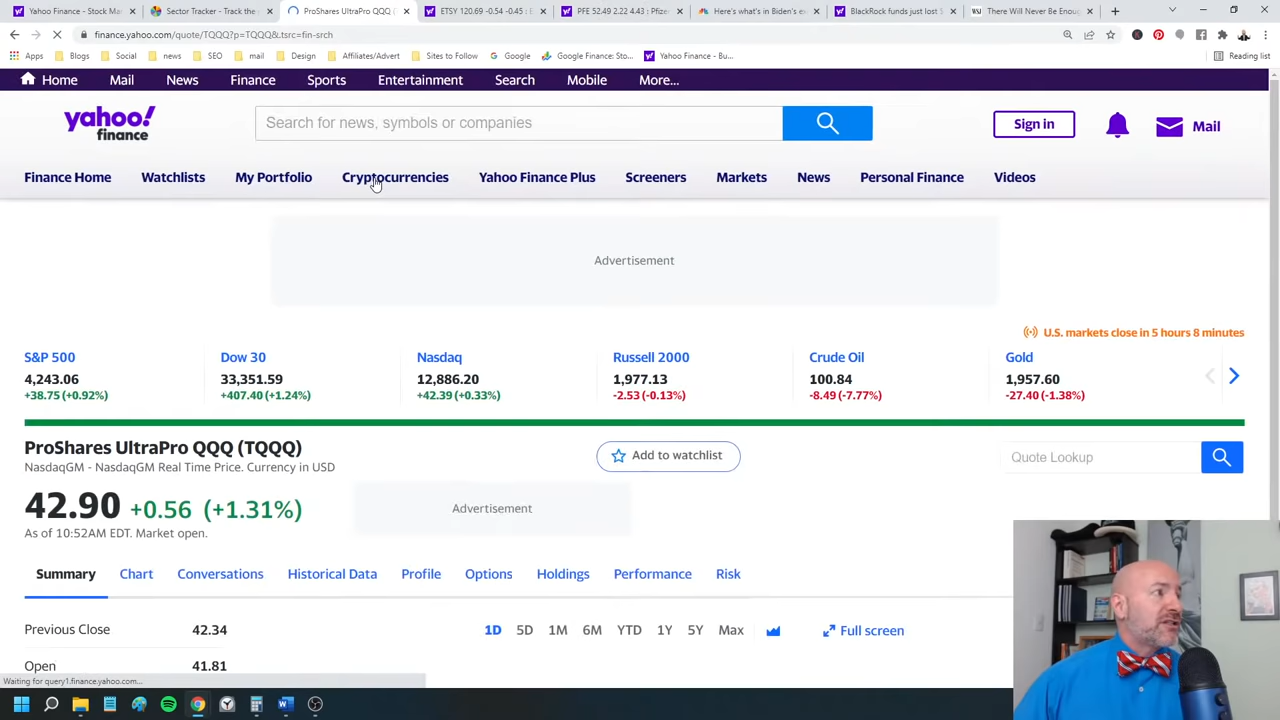 Yahoo Finance - Stock Mar
Sector Tracker - Track the
ProShares UltraPro QQQ (
ETSY 120.69 -0.54 -0.45 : E
PFE 52.49 2.22 4.43 : Pfize
Here's what's in Biden's e
BlackRock funds just lost $
There Will Never Be Enou
finance.yahoo.com/quote/TQQQ?p=TQQQ&.tsrc=fin-srch
Apps Blogs Social news SEO mail Design Affiliates/Advert Sites to Follow Google Google Finance: Sto... Yahoo Finance - Bu... Reading list
Home Mail News Finance Sports Entertainment Search Mobile More...
yahoo!
finance
Search for news, symbols or companies
Sign in
Mail
Finance Home Watchlists My Portfolio Cryptocurrencies Yahoo Finance Plus Screeners Markets News Personal Finance Videos
Advertisement
U.S. markets close in 5 hours 8 minutes
S&P 500 Dow 30 Nasdaq Russell 2000 Crude Oil Gold
4,243.06 33,351.59 12,886.20 1,977.13 100.84 1,957.60
+38.75 (+0.92%) +407.40 (+1.24%) +42.39 (+0.33%) -2.53 (-0.13%) -8.49 (-7.77%) -27.40 (-1.38%)
ProShares UltraPro QQQ (TQQQ)
NasdaqGM - NasdaqGM Real Time Price. Currency in USD
Add to watchlist
Quote Lookup
42.90 +0.56 (+1.31%)
As of 10:52AM EDT. Market open.
Advertisement
Summary Chart Conversations Historical Data Profile Options Holdings Performance Risk
Previous Close 42.34
1D 5D 1M 6M YTD 1Y 5Y Max Full screen
Open 41.81
Waiting for query1.finance.yahoo.com...